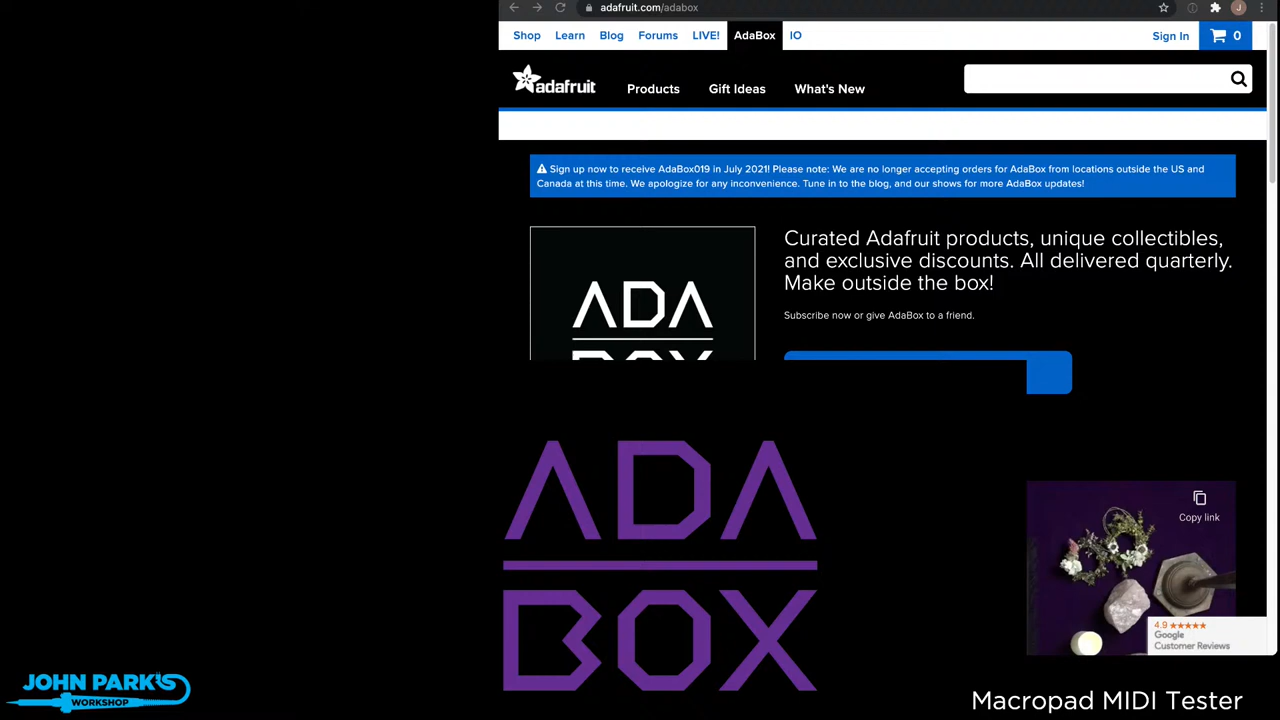 adafruit.com/adabox
J
Shop Learn Blog Forums LIVE! AdaBox IO Sign In 0
adafruit Products Gift Ideas What's New
Sign up now to receive AdaBox019 in July 2021! Please note: We are no longer accepting orders for AdaBox from locations outside the US and
Canada at this time. We apologize for any inconvenience. Tune in to the blog, and our shows for more AdaBox updates!
Curated Adafruit products, unique collectibles,
and exclusive discounts. All delivered quarterly.
Make outside the box!
Subscribe now or give AdaBox to a friend.
ADA
BOX
ADA
BOX
Copy link
4.9 ★★★★★
Google
Customer Reviews
JOHN PARK'S
WORKSHOP
Macropad MIDI Tester